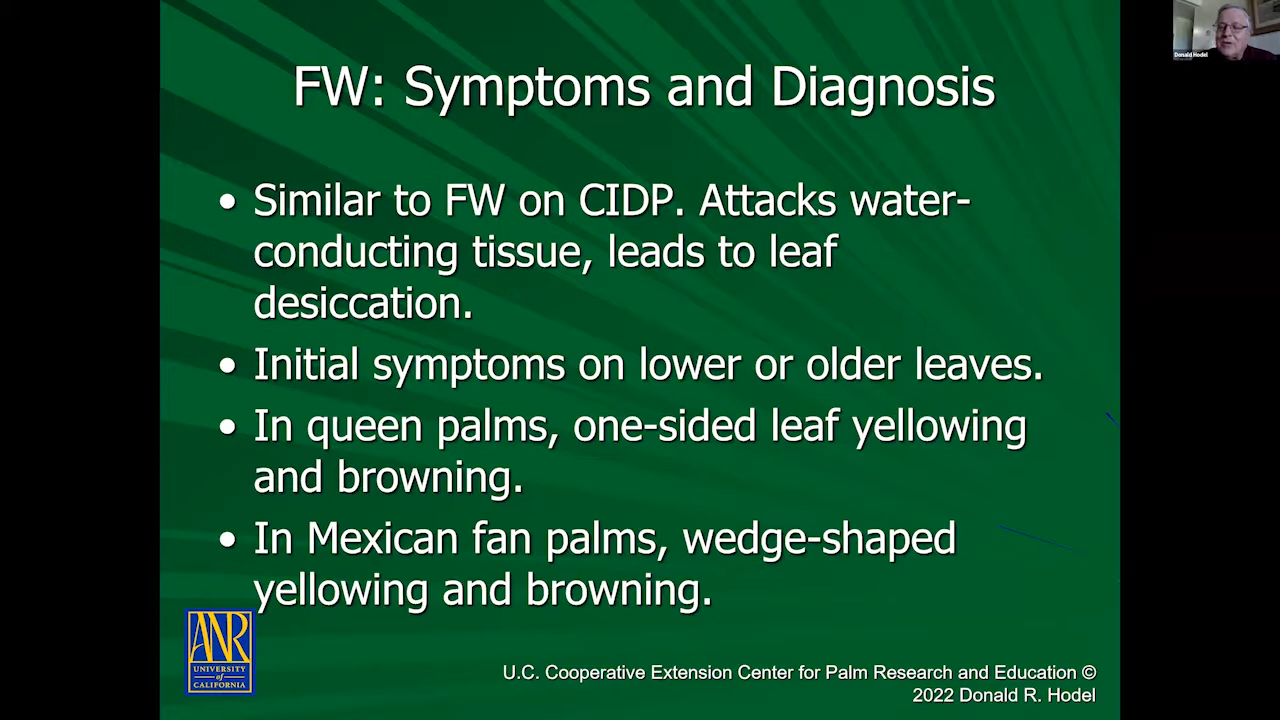 FW: Symptoms and Diagnosis
• Similar to FW on CIDP. Attacks water-
conducting tissue, leads to leaf
desiccation.
• Initial symptoms on lower or older leaves.
• In queen palms, one-sided leaf yellowing
and browning.
• In Mexican fan palms, wedge-shaped
yellowing and browning.
ANR
UNIVERSITY
of
CALIFORNIA
U.C. Cooperative Extension Center for Palm Research and Education ©
2022 Donald R. Hodel
Donald Hodel